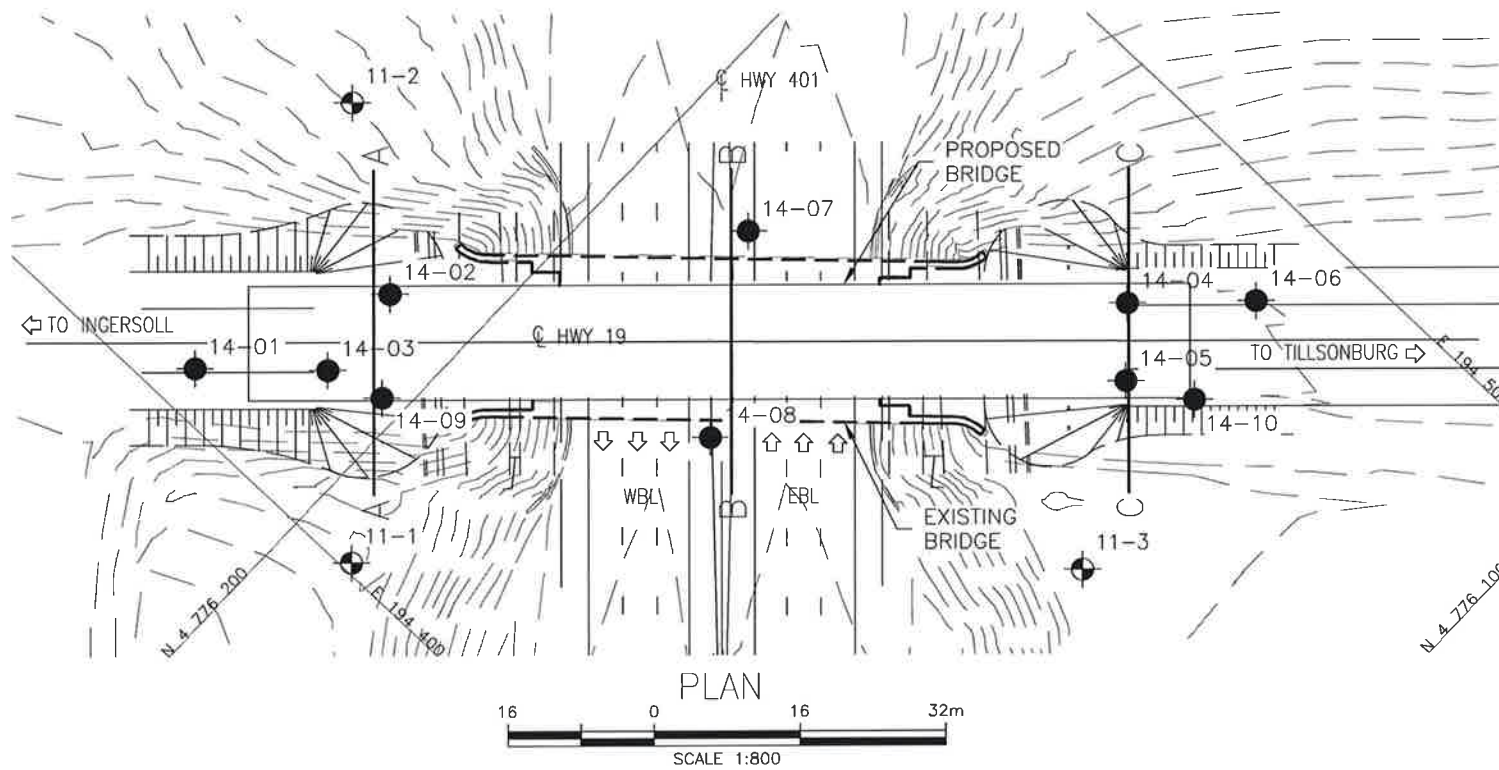 11-2
℄ HWY 401
A
B
C
PROPOSED
BRIDGE
14-07
14-02
14-04
14-06
⇦ TO INGERSOLL
℄ HWY 19
14-01
14-03
14-05
TO TILLSONBURG ⇨
E 194 50
14-09
4-08
14-10
WBL
EBL
A
B
C
EXISTING
BRIDGE
11-1
11-3
N 4 776 200
E 194 400
N 4 776 100
PLAN
16 0 16 32m
SCALE 1:800